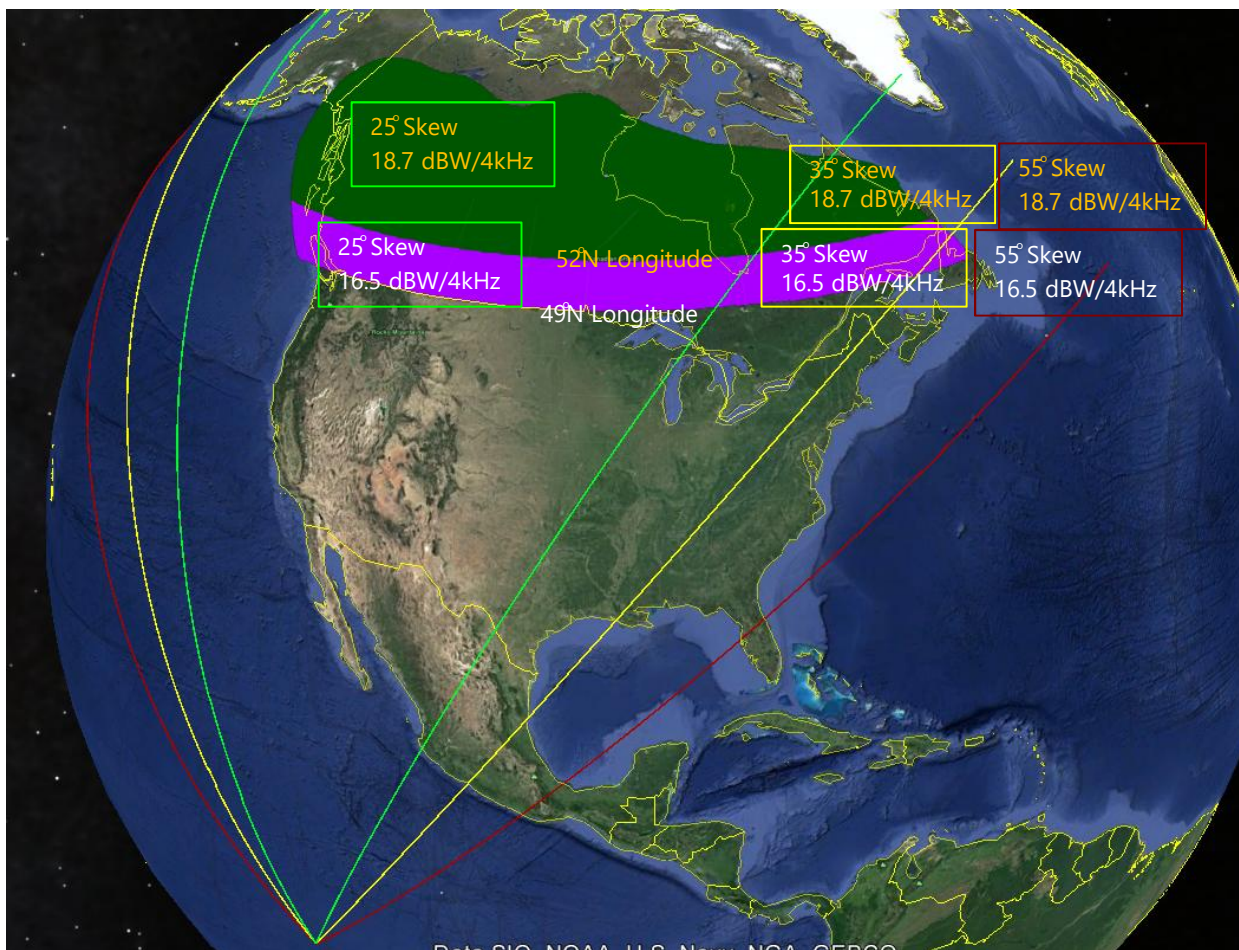 25° Skew
18.7 dBW/4kHz
35° Skew
18.7 dBW/4kHz
55° Skew
18.7 dBW/4kHz
25° Skew
16.5 dBW/4kHz
52°N Longitude
35° Skew
16.5 dBW/4kHz
55° Skew
16.5 dBW/4kHz
49°N Longitude
Data SIO, NOAA, U.S. Navy, NGA, GEBCO